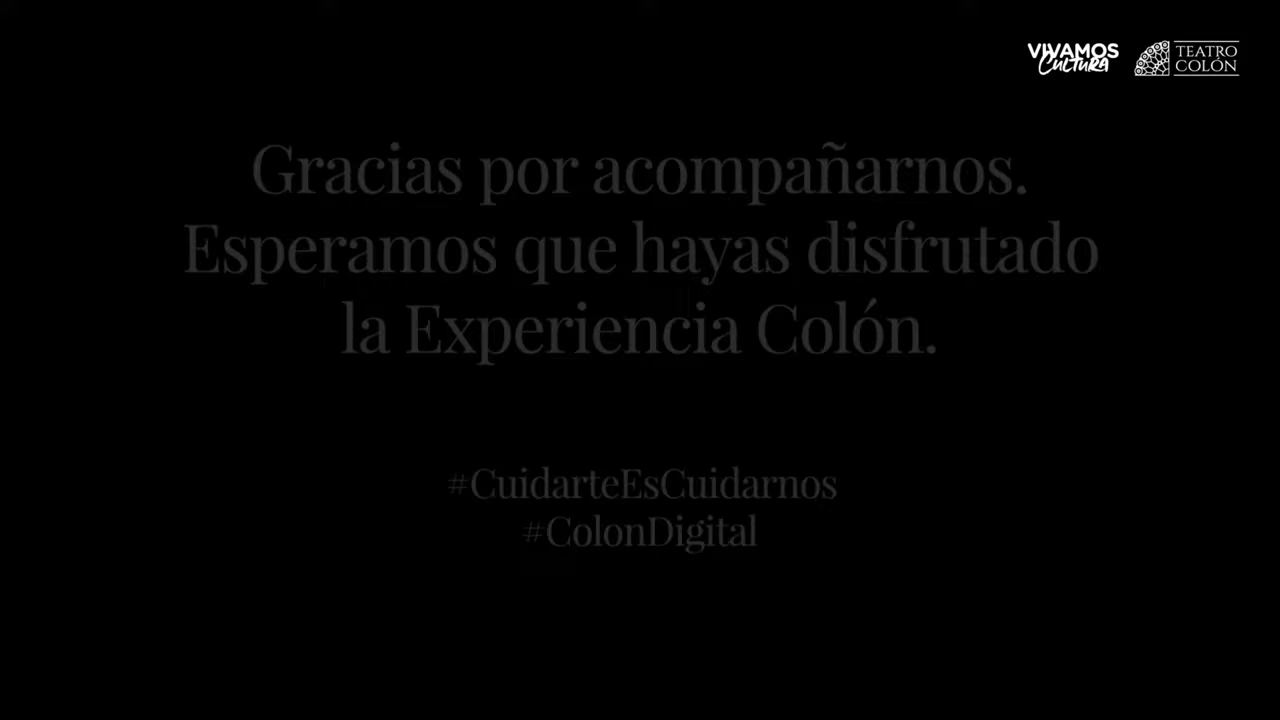 VIVAMOS
CULTURA
TEATRO
COLÓN
Gracias por acompañarnos.
Esperamos que hayas disfrutado
la Experiencia Colón.
#CuidarteEsCuidarnos
#ColonDigital